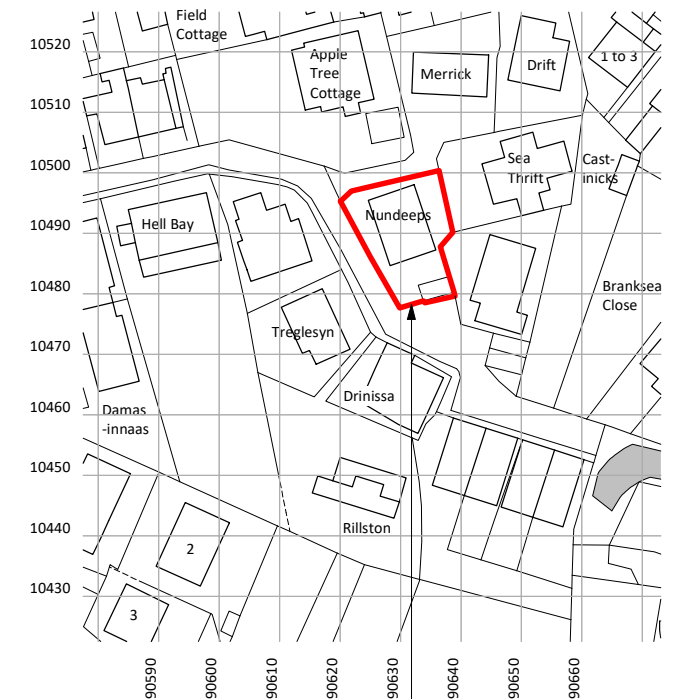 Field
Cottage
10520
Apple
Tree
Cottage
Merrick
Drift
1 to 3
10510
10500
Sea
Thrift
Cast-
inicks
10490
Hell Bay
Nundeeps
10480
Branksea
Close
10470
Treglesyn
10460
Drinissa
Damas
-innaas
10450
10440
Rillston
2
10430
3
90590
90600
90610
90620
90630
90640
90650
90660